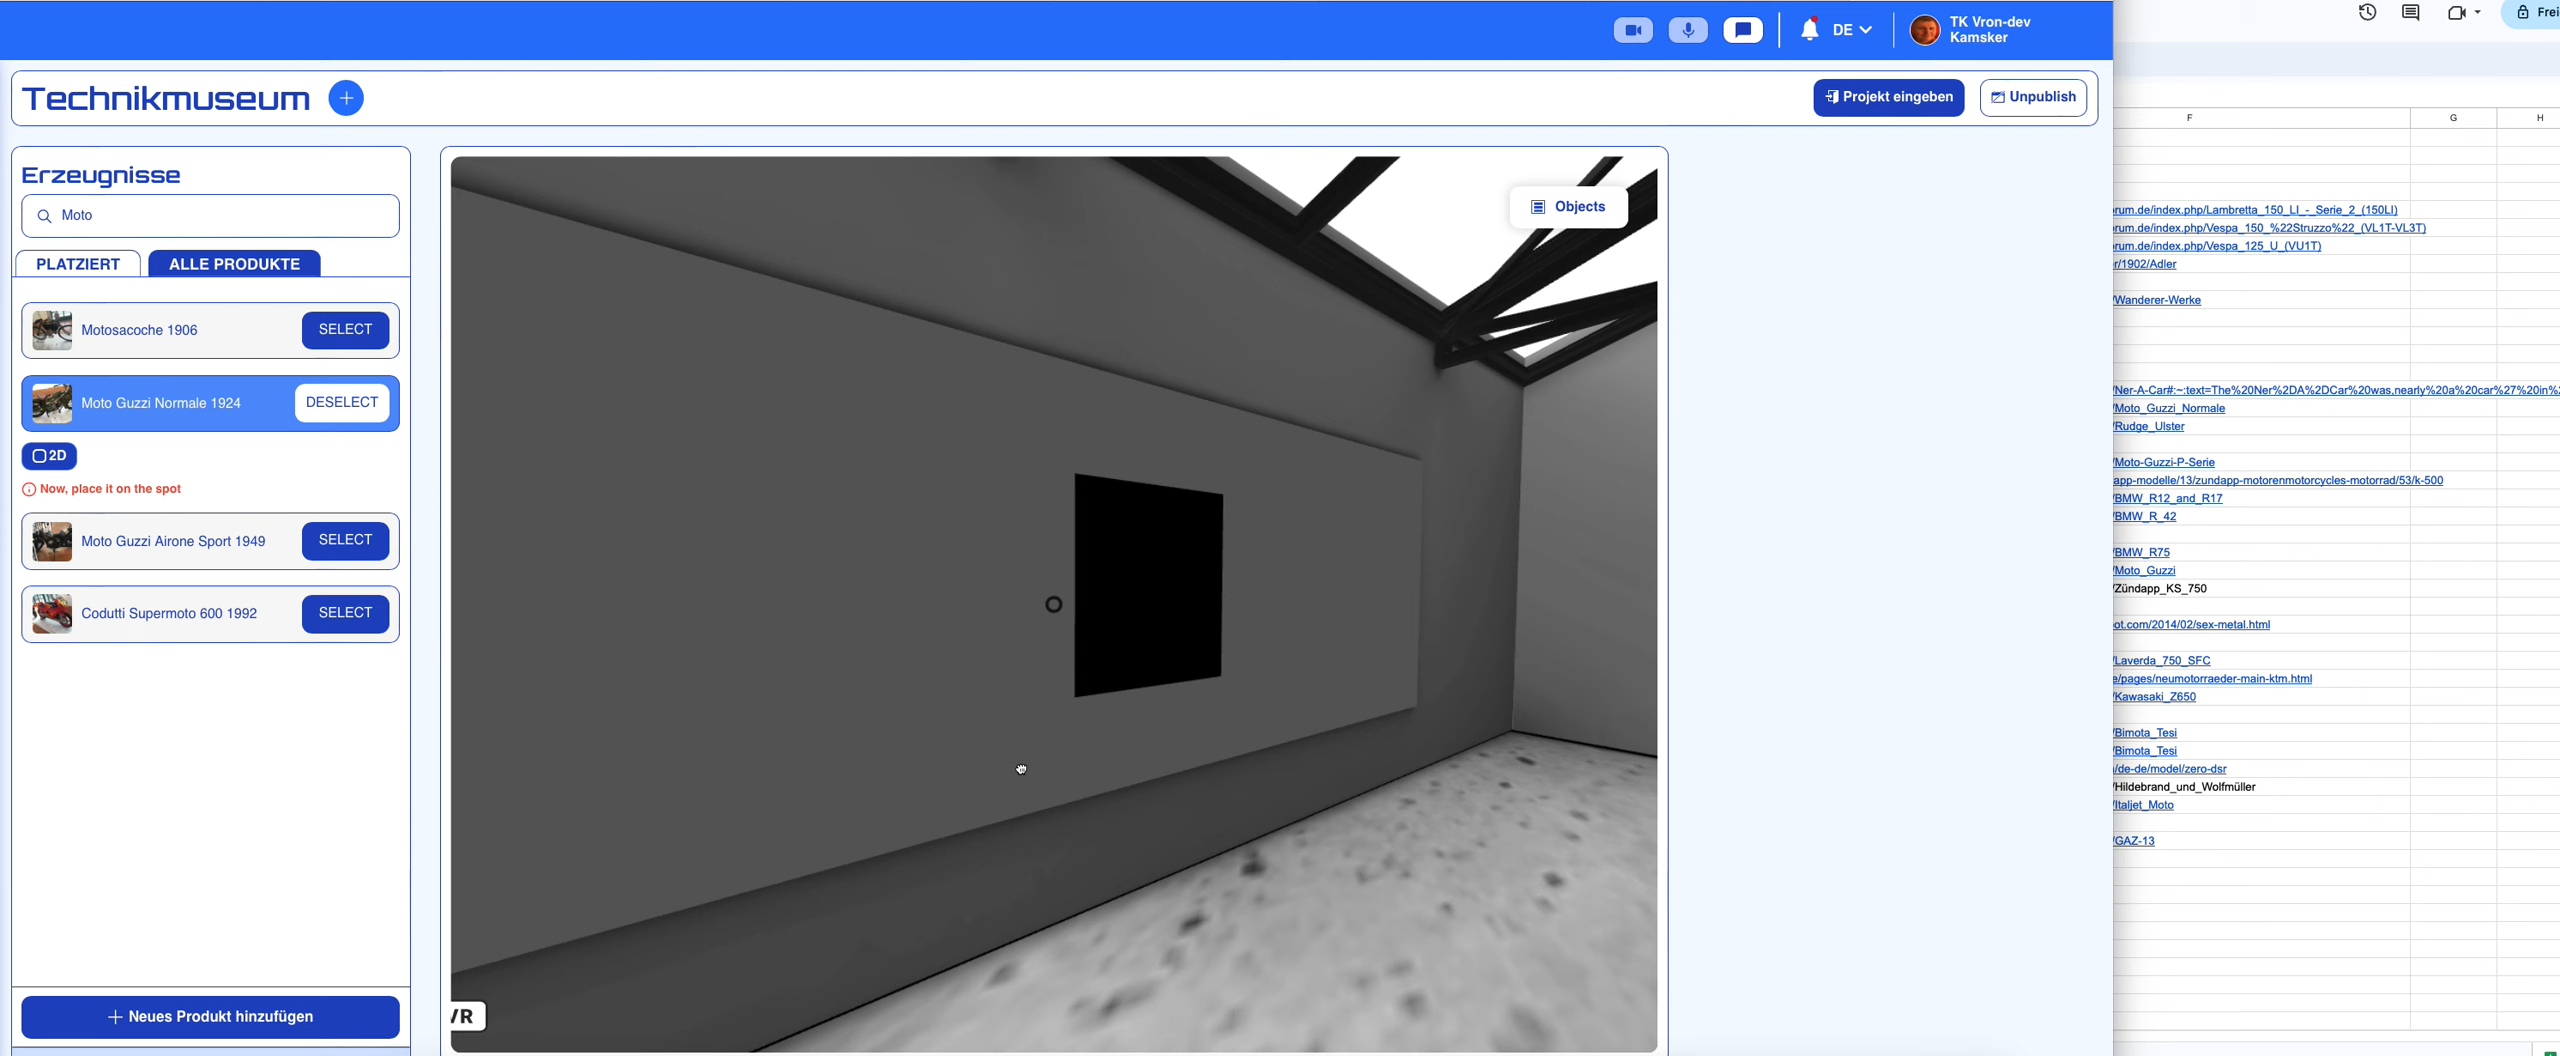 DE
TK Vron-dev
Kamsker
Frei
Technikmuseum
Projekt eingeben
Unpublish
Erzeugnisse
Moto
PLATZIERT
ALLE PRODUKTE
Motosacoche 1906
SELECT
Moto Guzzi Normale 1924
DESELECT
2D
Now, place it on the spot
Moto Guzzi Airone Sport 1949
SELECT
Codutti Supermoto 600 1992
SELECT
Neues Produkt hinzufügen
Objects
VR
F
G
H
orum.de/index.php/Lambretta_150_LI_-_Serie_2_(150LI)
orum.de/index.php/Vespa_150_%22Struzzo%22_(VL1T-VL3T)
orum.de/index.php/Vespa_125_U_(VU1T)
r/1902/Adler
/Wanderer-Werke
/Ner-A-Car#:~:text=The%20Ner%2DA%2DCar%20was,nearly%20a%20car%27%20in%2
/Moto_Guzzi_Normale
/Rudge_Ulster
/Moto-Guzzi-P-Serie
app-modelle/13/zundapp-motorenmotorcycles-motorrad/53/k-500
/BMW_R12_and_R17
/BMW_R_42
/BMW_R75
/Moto_Guzzi
/Zündapp_KS_750
ot.com/2014/02/sex-metal.html
/Laverda_750_SFC
e/pages/neumotorraeder-main-ktm.html
/Kawasaki_Z650
/Bimota_Tesi
/Bimota_Tesi
/de-de/model/zero-dsr
/Hildebrand_und_Wolfmüller
/Italjet_Moto
/GAZ-13